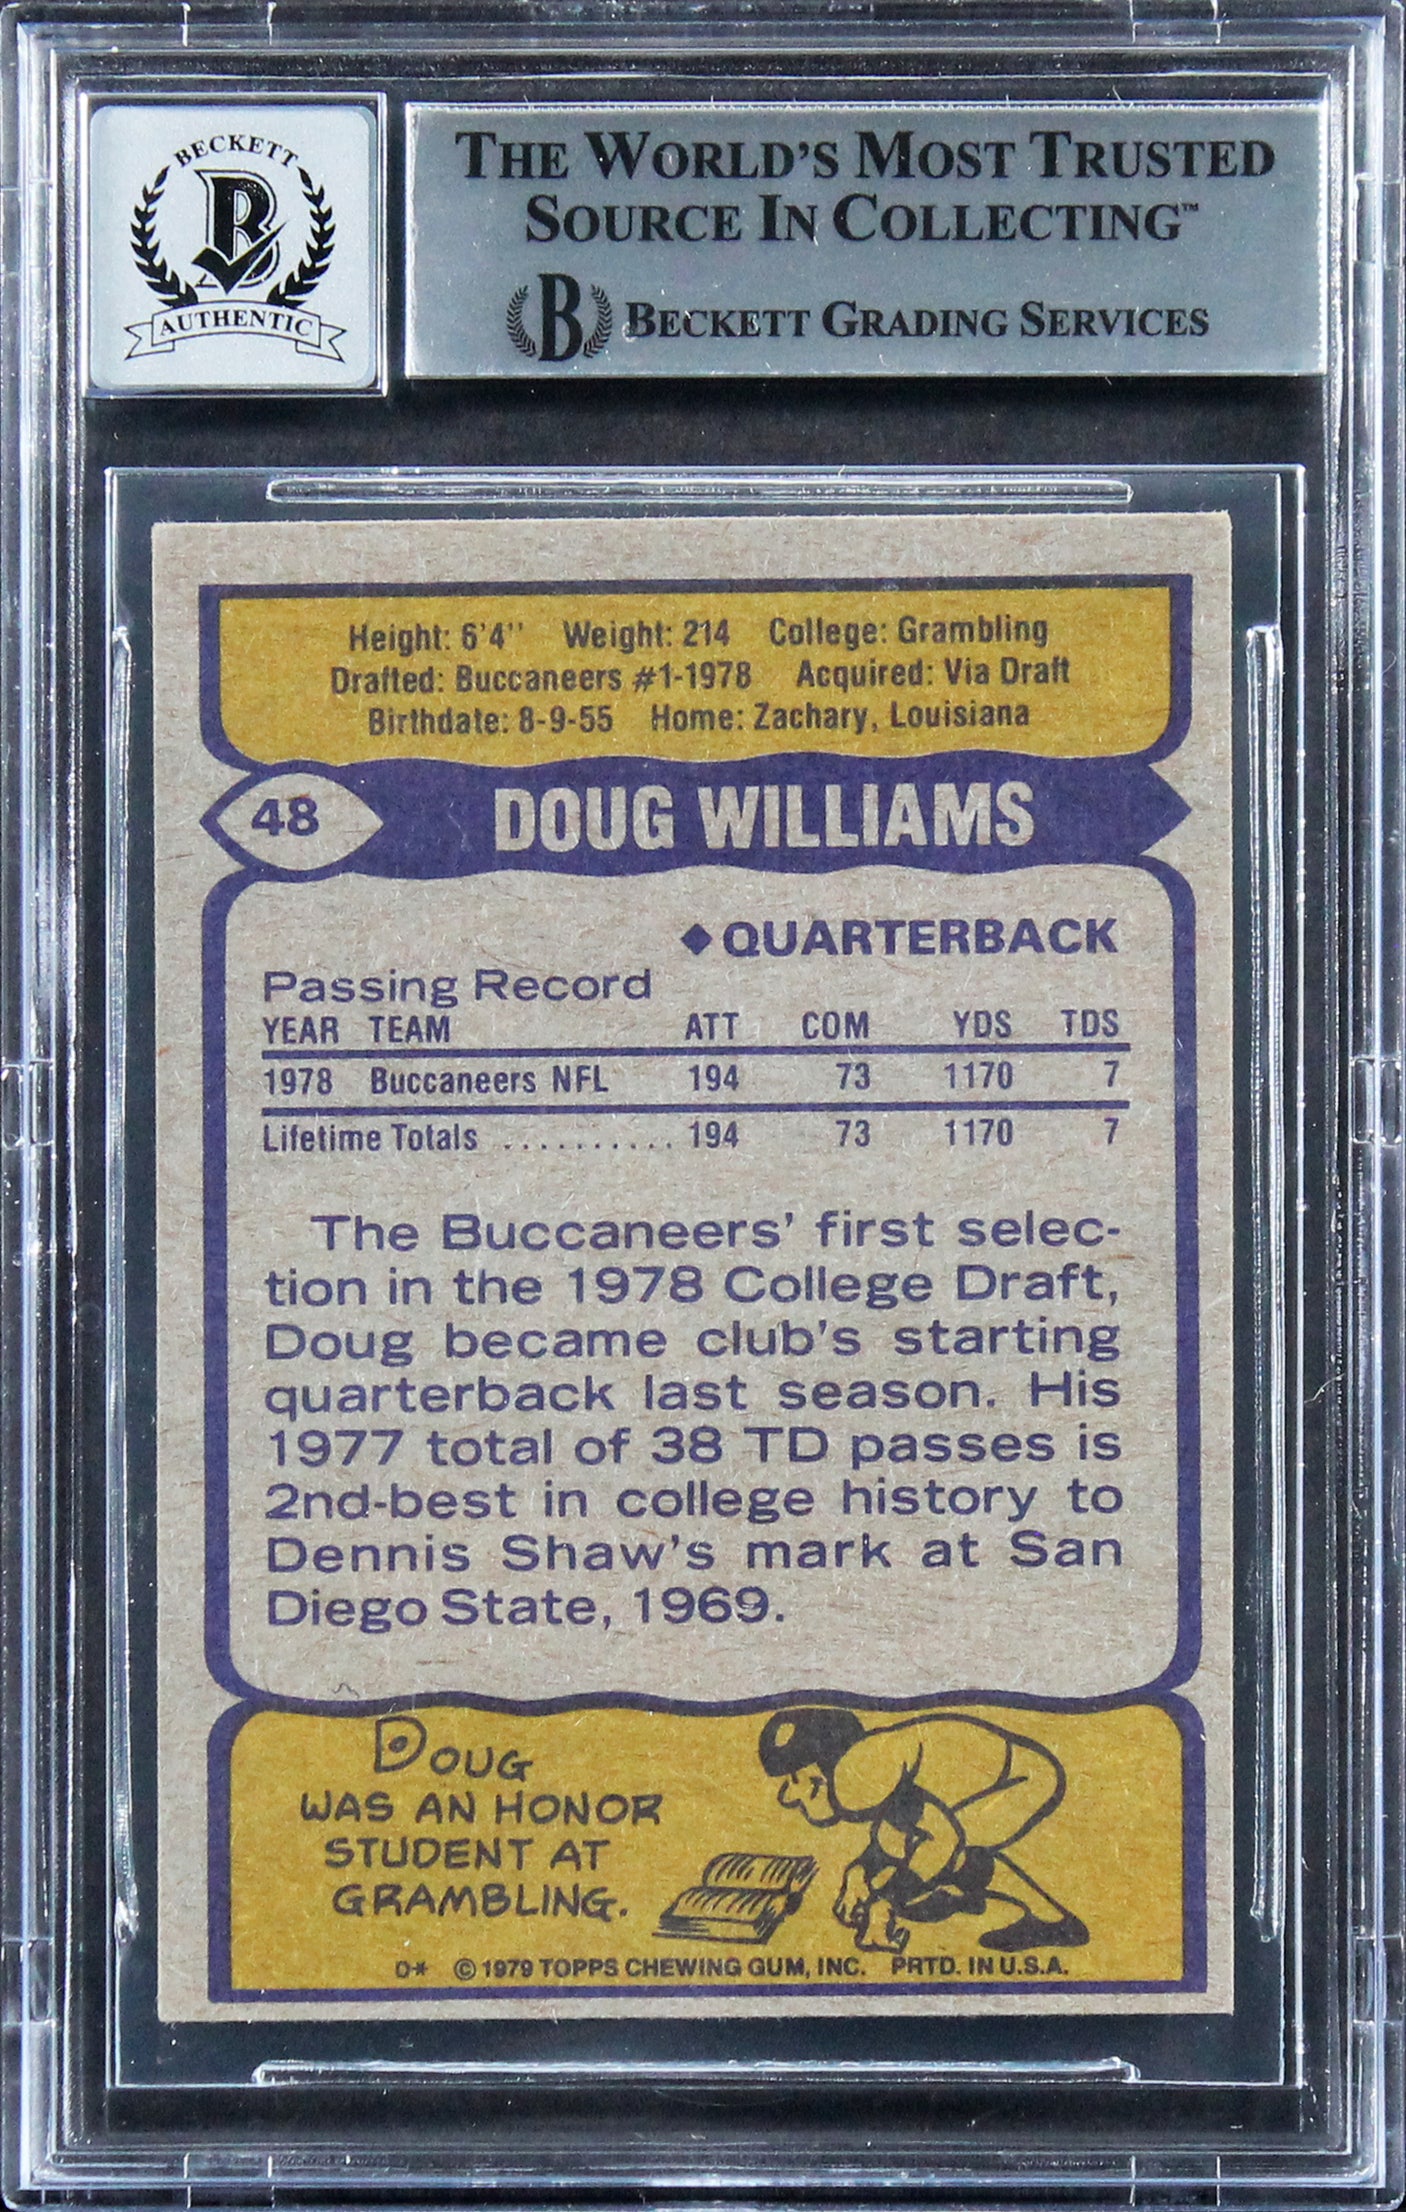 BECKETT
B
AUTHENTIC
THE WORLD'S MOST TRUSTED
SOURCE IN COLLECTING™
B BECKETT GRADING SERVICES
Height: 6'4'' Weight: 214 College: Grambling
Drafted: Buccaneers #1-1978 Acquired: Via Draft
Birthdate: 8-9-55 Home: Zachary, Louisiana
48 DOUG WILLIAMS
◆QUARTERBACK
Passing Record
YEAR TEAM ATT COM YDS TDS
1978 Buccaneers NFL 194 73 1170 7
Lifetime Totals .......... 194 73 1170 7
The Buccaneers' first selec-
tion in the 1978 College Draft,
Doug became club's starting
quarterback last season. His
1977 total of 38 TD passes is
2nd-best in college history to
Dennis Shaw's mark at San
Diego State, 1969.
DOUG
WAS AN HONOR
STUDENT AT
GRAMBLING.
D* © 1979 TOPPS CHEWING GUM, INC. PRTD. IN U.S.A.